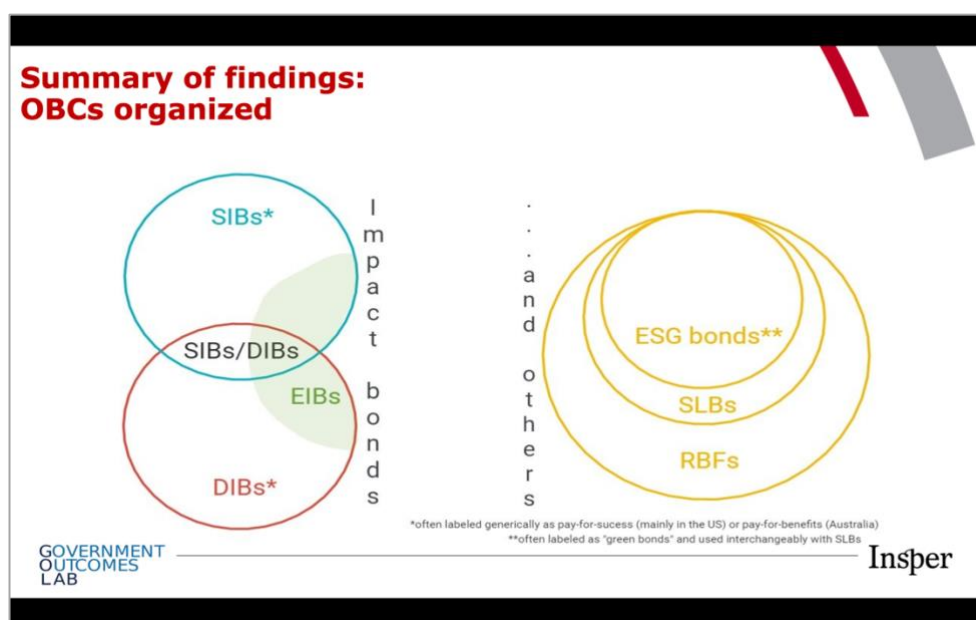 Summary of findings:
OBCs organized
SIBs*
SIBs/DIBs
EIBs
DIBs*
Impact bonds
...and others
ESG bonds**
SLBs
RBFs
*often labeled generically as pay-for-sucess (mainly in the US) or pay-for-benefits (Australia)
**often labeled as "green bonds" and used interchangeably with SLBs
GOVERNMENT
OUTCOMES
LAB
Insper